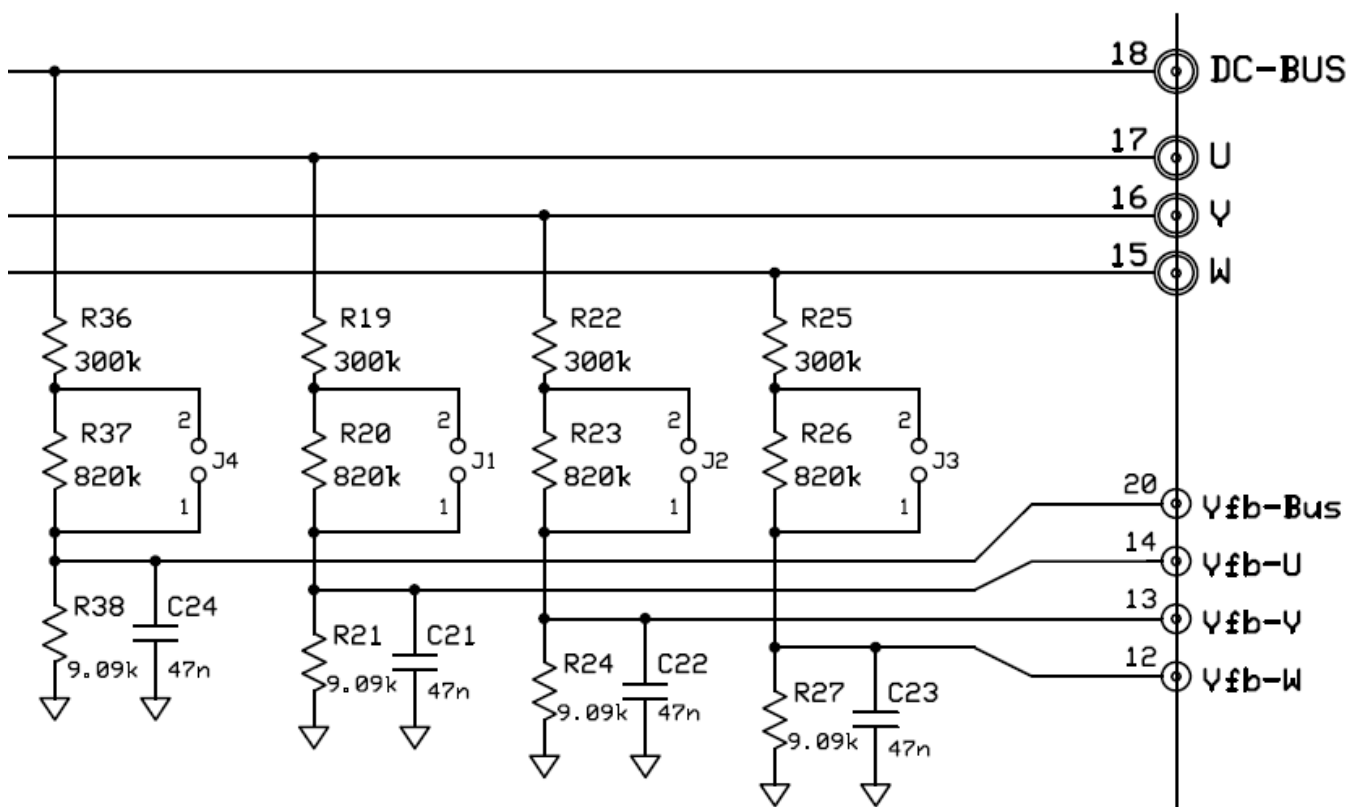 18 DC-BUS
17 U
16 V
15 W
R36 R19 R22 R25
300k 300k 300k 300k
2 2 2 2
R37 J4 R20 J1 R23 J2 R26 J3
820k 820k 820k 820k
1 1 1 1
20 Vfb-Bus
14 Vfb-U
13 Vfb-V
12 Vfb-W
R38 C24
9.09k 47n
R21 C21
9.09k 47n
R24 C22
9.09k 47n
R27 C23
9.09k 47n